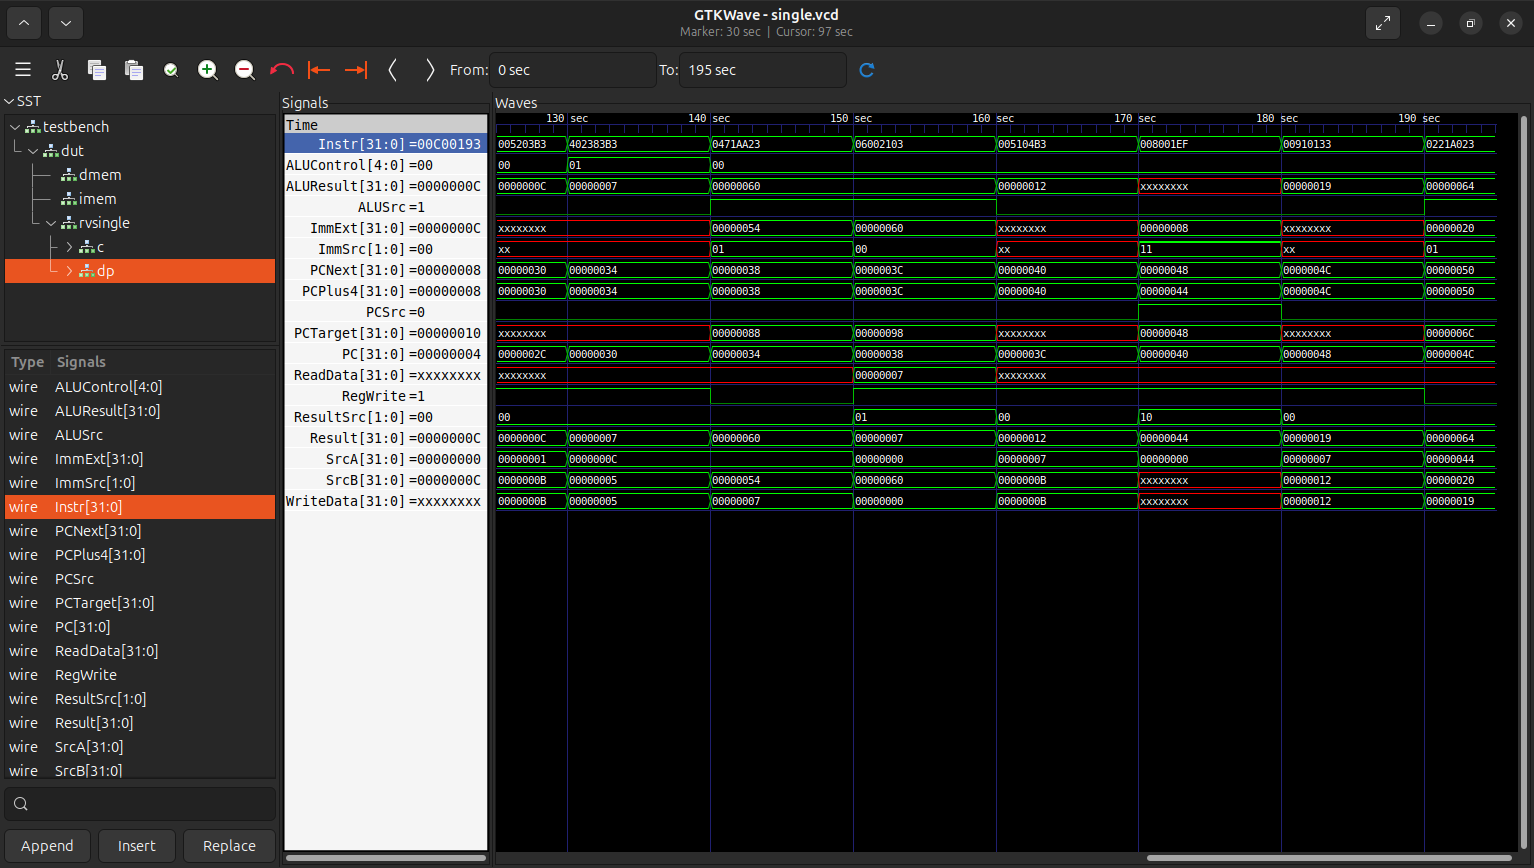 GTKWave - single.vcd
Marker: 30 sec | Cursor: 97 sec
From: 0 sec To: 195 sec
SST
testbench
dut
dmem
imem
rvsingle
c
dp
Type Signals
wire ALUControl[4:0]
wire ALUResult[31:0]
wire ALUSrc
wire ImmExt[31:0]
wire ImmSrc[1:0]
wire Instr[31:0]
wire PCNext[31:0]
wire PCPlus4[31:0]
wire PCSrc
wire PCTarget[31:0]
wire PC[31:0]
wire ReadData[31:0]
wire RegWrite
wire ResultSrc[1:0]
wire Result[31:0]
wire SrcA[31:0]
wire SrcB[31:0]
Append Insert Replace
Signals
Time
Instr[31:0] =00C00193
ALUControl[4:0] =00
ALUResult[31:0] =0000000C
ALUSrc =1
ImmExt[31:0] =0000000C
ImmSrc[1:0] =00
PCNext[31:0] =00000008
PCPlus4[31:0] =00000008
PCSrc =0
PCTarget[31:0] =00000010
PC[31:0] =00000004
ReadData[31:0] =xxxxxxxx
RegWrite =1
ResultSrc[1:0] =00
Result[31:0] =0000000C
SrcA[31:0] =00000000
SrcB[31:0] =0000000C
WriteData[31:0] =xxxxxxxx
Waves
130 sec 140 sec 150 sec 160 sec 170 sec 180 sec 190 sec
005203B3 402383B3 0471AA23 06002103 005104B3 008001EF 00910133 0221A023
00 01 00
0000000C 00000007 00000060 00000012 xxxxxxxx 00000019 00000064
xxxxxxxx 00000054 00000060 xxxxxxxx 00000008 xxxxxxxx 00000020
xx 01 00 xx 11 xx 01
00000030 00000034 00000038 0000003C 00000040 00000048 0000004C 00000050
00000030 00000034 00000038 0000003C 00000040 00000044 0000004C 00000050
xxxxxxxx 00000088 00000098 xxxxxxxx 00000048 xxxxxxxx 0000006C
0000002C 00000030 00000034 00000038 0000003C 00000040 00000048 0000004C
xxxxxxxx 00000007 xxxxxxxx
00 01 00 10 00
0000000C 00000007 00000060 00000007 00000012 00000044 00000019 00000064
00000001 0000000C 00000000 00000007 00000000 00000007 00000044
0000000B 00000005 00000054 00000060 0000000B xxxxxxxx 00000012 00000020
0000000B 00000005 00000007 00000000 0000000B xxxxxxxx 00000012 00000019